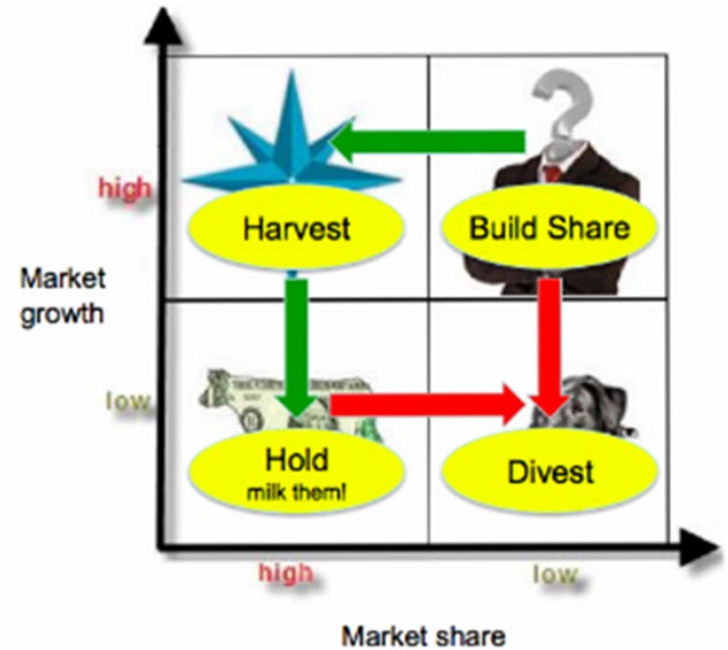 high
Harvest
Build Share
Market
growth
low
Hold
milk them!
Divest
high
low
Market share